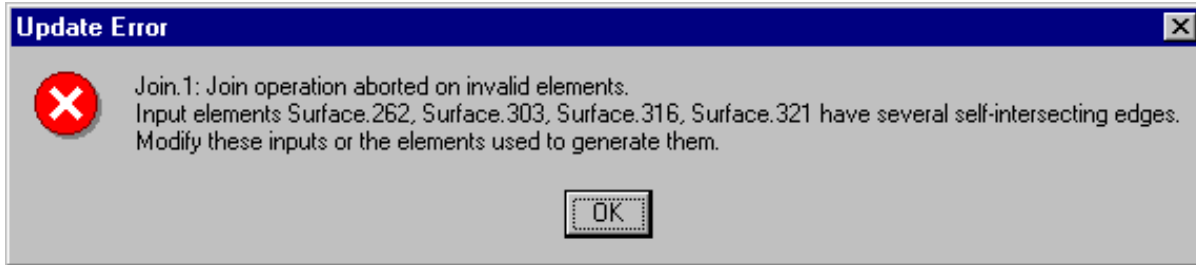 Update Error
Join.1: Join operation aborted on invalid elements.
Input elements Surface.262, Surface.303, Surface.316, Surface.321 have several self-intersecting edges.
Modify these inputs or the elements used to generate them.
OK